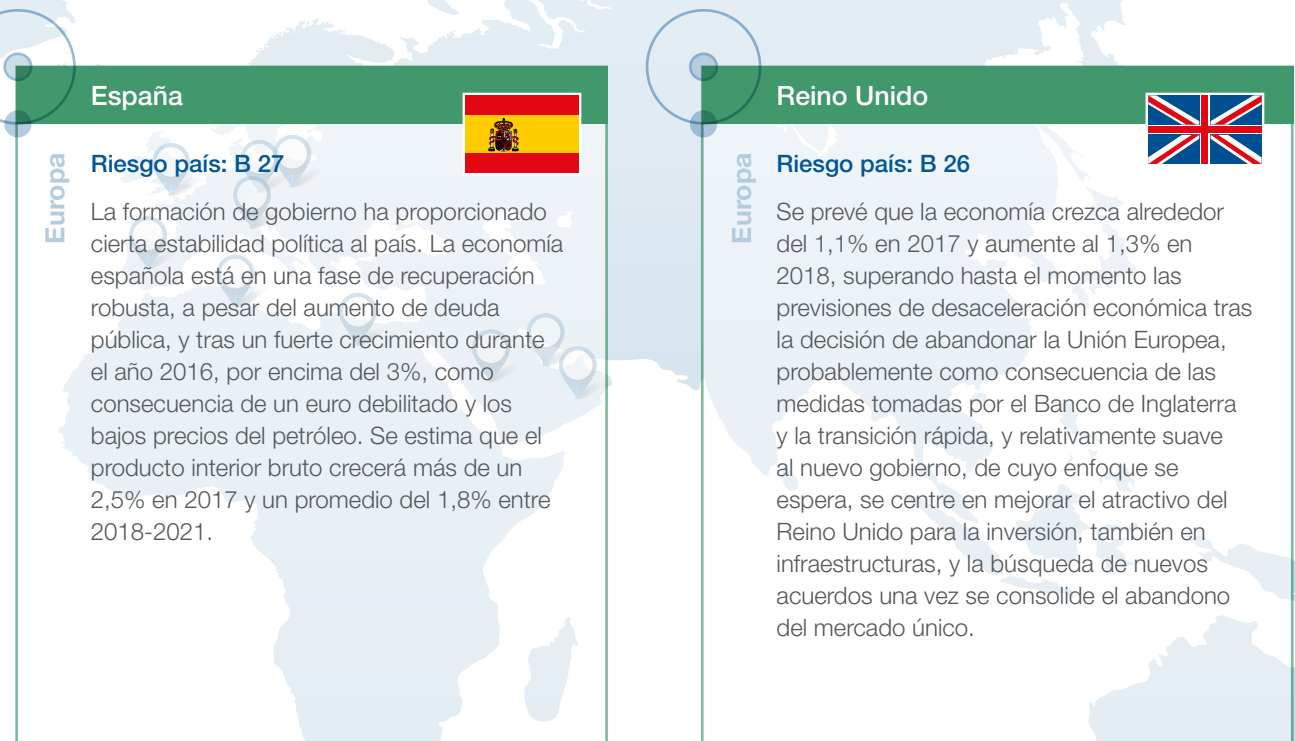 España
Europa
Riesgo país: B 27
La formación de gobierno ha proporcionado
cierta estabilidad política al país. La economía
española está en una fase de recuperación
robusta, a pesar del aumento de deuda
pública, y tras un fuerte crecimiento durante
el año 2016, por encima del 3%, como
consecuencia de un euro debilitado y los
bajos precios del petróleo. Se estima que el
producto interior bruto crecerá más de un
2,5% en 2017 y un promedio del 1,8% entre
2018-2021.
Reino Unido
Europa
Riesgo país: B 26
Se prevé que la economía crezca alrededor
del 1,1% en 2017 y aumente al 1,3% en
2018, superando hasta el momento las
previsiones de desaceleración económica tras
la decisión de abandonar la Unión Europea,
probablemente como consecuencia de las
medidas tomadas por el Banco de Inglaterra
y la transición rápida, y relativamente suave
al nuevo gobierno, de cuyo enfoque se
espera, se centre en mejorar el atractivo del
Reino Unido para la inversión, también en
infraestructuras, y la búsqueda de nuevos
acuerdos una vez se consolide el abandono
del mercado único.